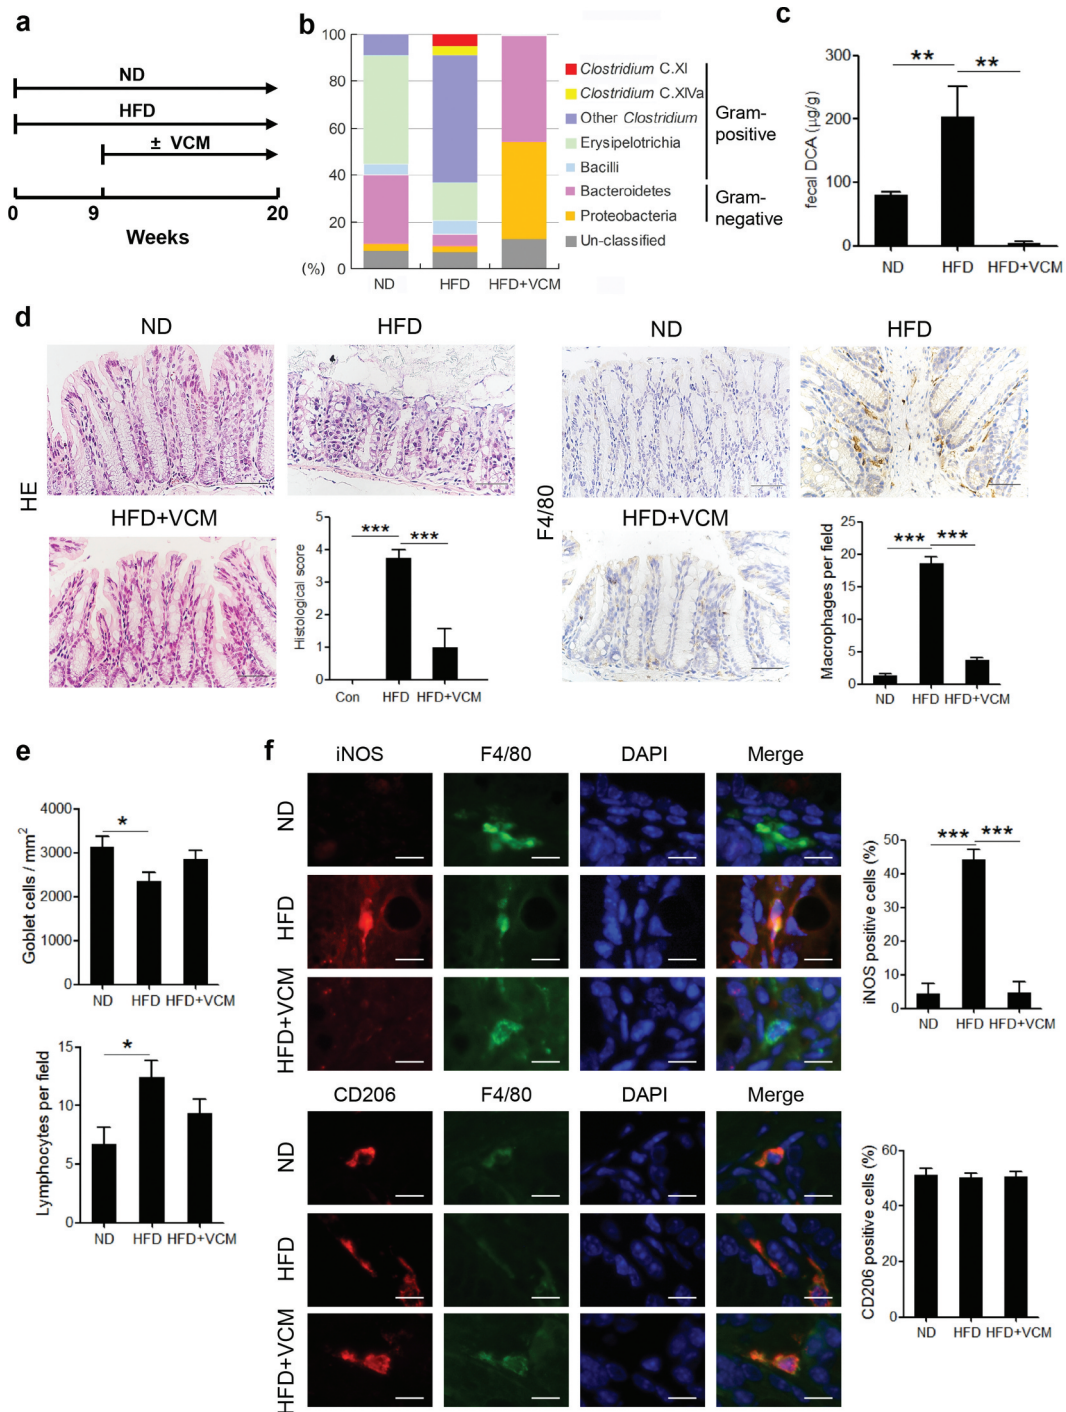 a
ND
HFD
± VCM
0
9
20
Weeks
b
100
80
60
40
20
0
(%)
ND
HFD
HFD+VCM
Clostridium C.XI
Clostridium C.XIVa
Other Clostridium
Erysipelotrichia
Bacilli
Bacteroidetes
Proteobacteria
Un-classified
Gram-
positive
Gram-
negative
c
fecal DCA (μg/g)
300
200
100
0
**
**
ND
HFD
HFD+VCM
d
HE
ND
HFD
HFD+VCM
Histological score
5
4
3
2
1
0
***
***
Con
HFD
HFD+VCM
F4/80
ND
HFD
HFD+VCM
Macrophages per field
25
20
15
10
5
0
***
***
ND
HFD
HFD+VCM
e
Goblet cells / mm²
4000
3000
2000
1000
0
*
ND
HFD
HFD+VCM
Lymphocytes per field
15
10
5
0
*
ND
HFD
HFD+VCM
f
iNOS
F4/80
DAPI
Merge
ND
HFD
HFD+VCM
iNOS positive cells (%)
50
40
30
20
10
0
***
***
ND
HFD
HFD+VCM
CD206
F4/80
DAPI
Merge
ND
HFD
HFD+VCM
CD206 positive cells (%)
60
40
20
0
ND
HFD
HFD+VCM